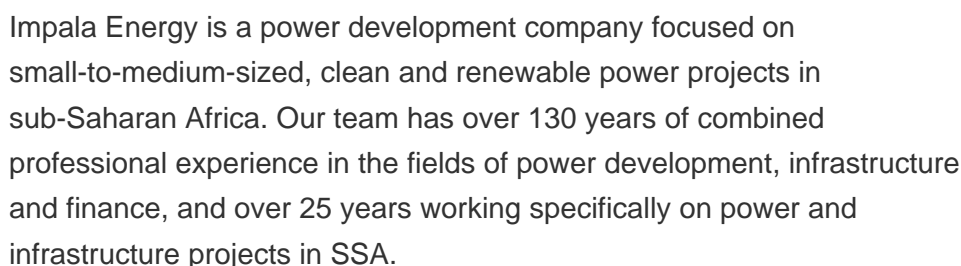 Impala Energy is a power development company focused on
small-to-medium-sized, clean and renewable power projects in
sub-Saharan Africa. Our team has over 130 years of combined
professional experience in the fields of power development, infrastructure
and finance, and over 25 years working specifically on power and
infrastructure projects in SSA.